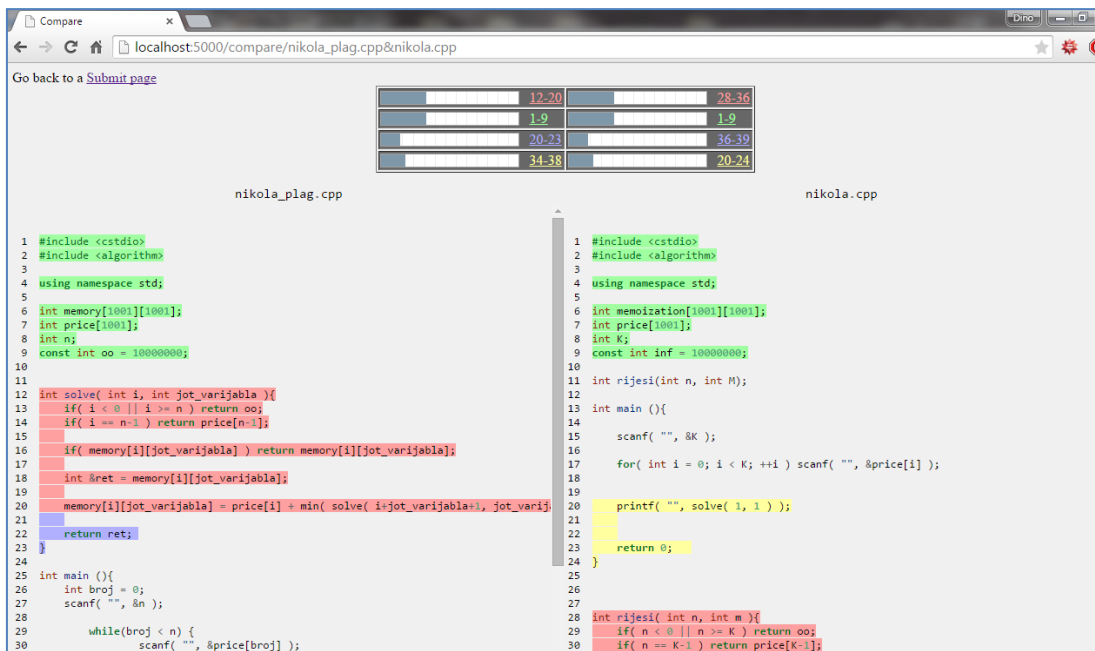 Compare
Dino
localhost:5000/compare/nikola_plag.cpp&nikola.cpp
Go back to a Submit page
12-20 28-36
1-9 1-9
20-23 36-39
34-38 20-24
nikola_plag.cpp
1 #include <cstdio>
2 #include <algorithm>
3
4 using namespace std;
5
6 int memory[1001][1001];
7 int price[1001];
8 int n;
9 const int oo = 10000000;
10
11
12 int solve( int i, int jot_varijabla ){
13 if( i < 0 || i >= n ) return oo;
14 if( i == n-1 ) return price[n-1];
15
16 if( memory[i][jot_varijabla] ) return memory[i][jot_varijabla];
17
18 int &ret = memory[i][jot_varijabla];
19
20 memory[i][jot_varijabla] = price[i] + min( solve( i+jot_varijabla+1, jot_varij
21
22 return ret;
23 }
24
25 int main (){
26 int broj = 0;
27 scanf( "", &n );
28
29 while(broj < n) {
30 scanf( "", &price[broj] );
nikola.cpp
1 #include <cstdio>
2 #include <algorithm>
3
4 using namespace std;
5
6 int memoization[1001][1001];
7 int price[1001];
8 int K;
9 const int inf = 10000000;
10
11 int rijesi(int n, int M);
12
13 int main (){
14
15 scanf( "", &K );
16
17 for( int i = 0; i < K; ++i ) scanf( "", &price[i] );
18
19
20 printf( "", solve( 1, 1 ) );
21
22
23 return 0;
24 }
25
26
27
28 int rijesi( int n, int m ){
29 if( n < 0 || n >= K ) return oo;
30 if( n == K-1 ) return price[K-1];